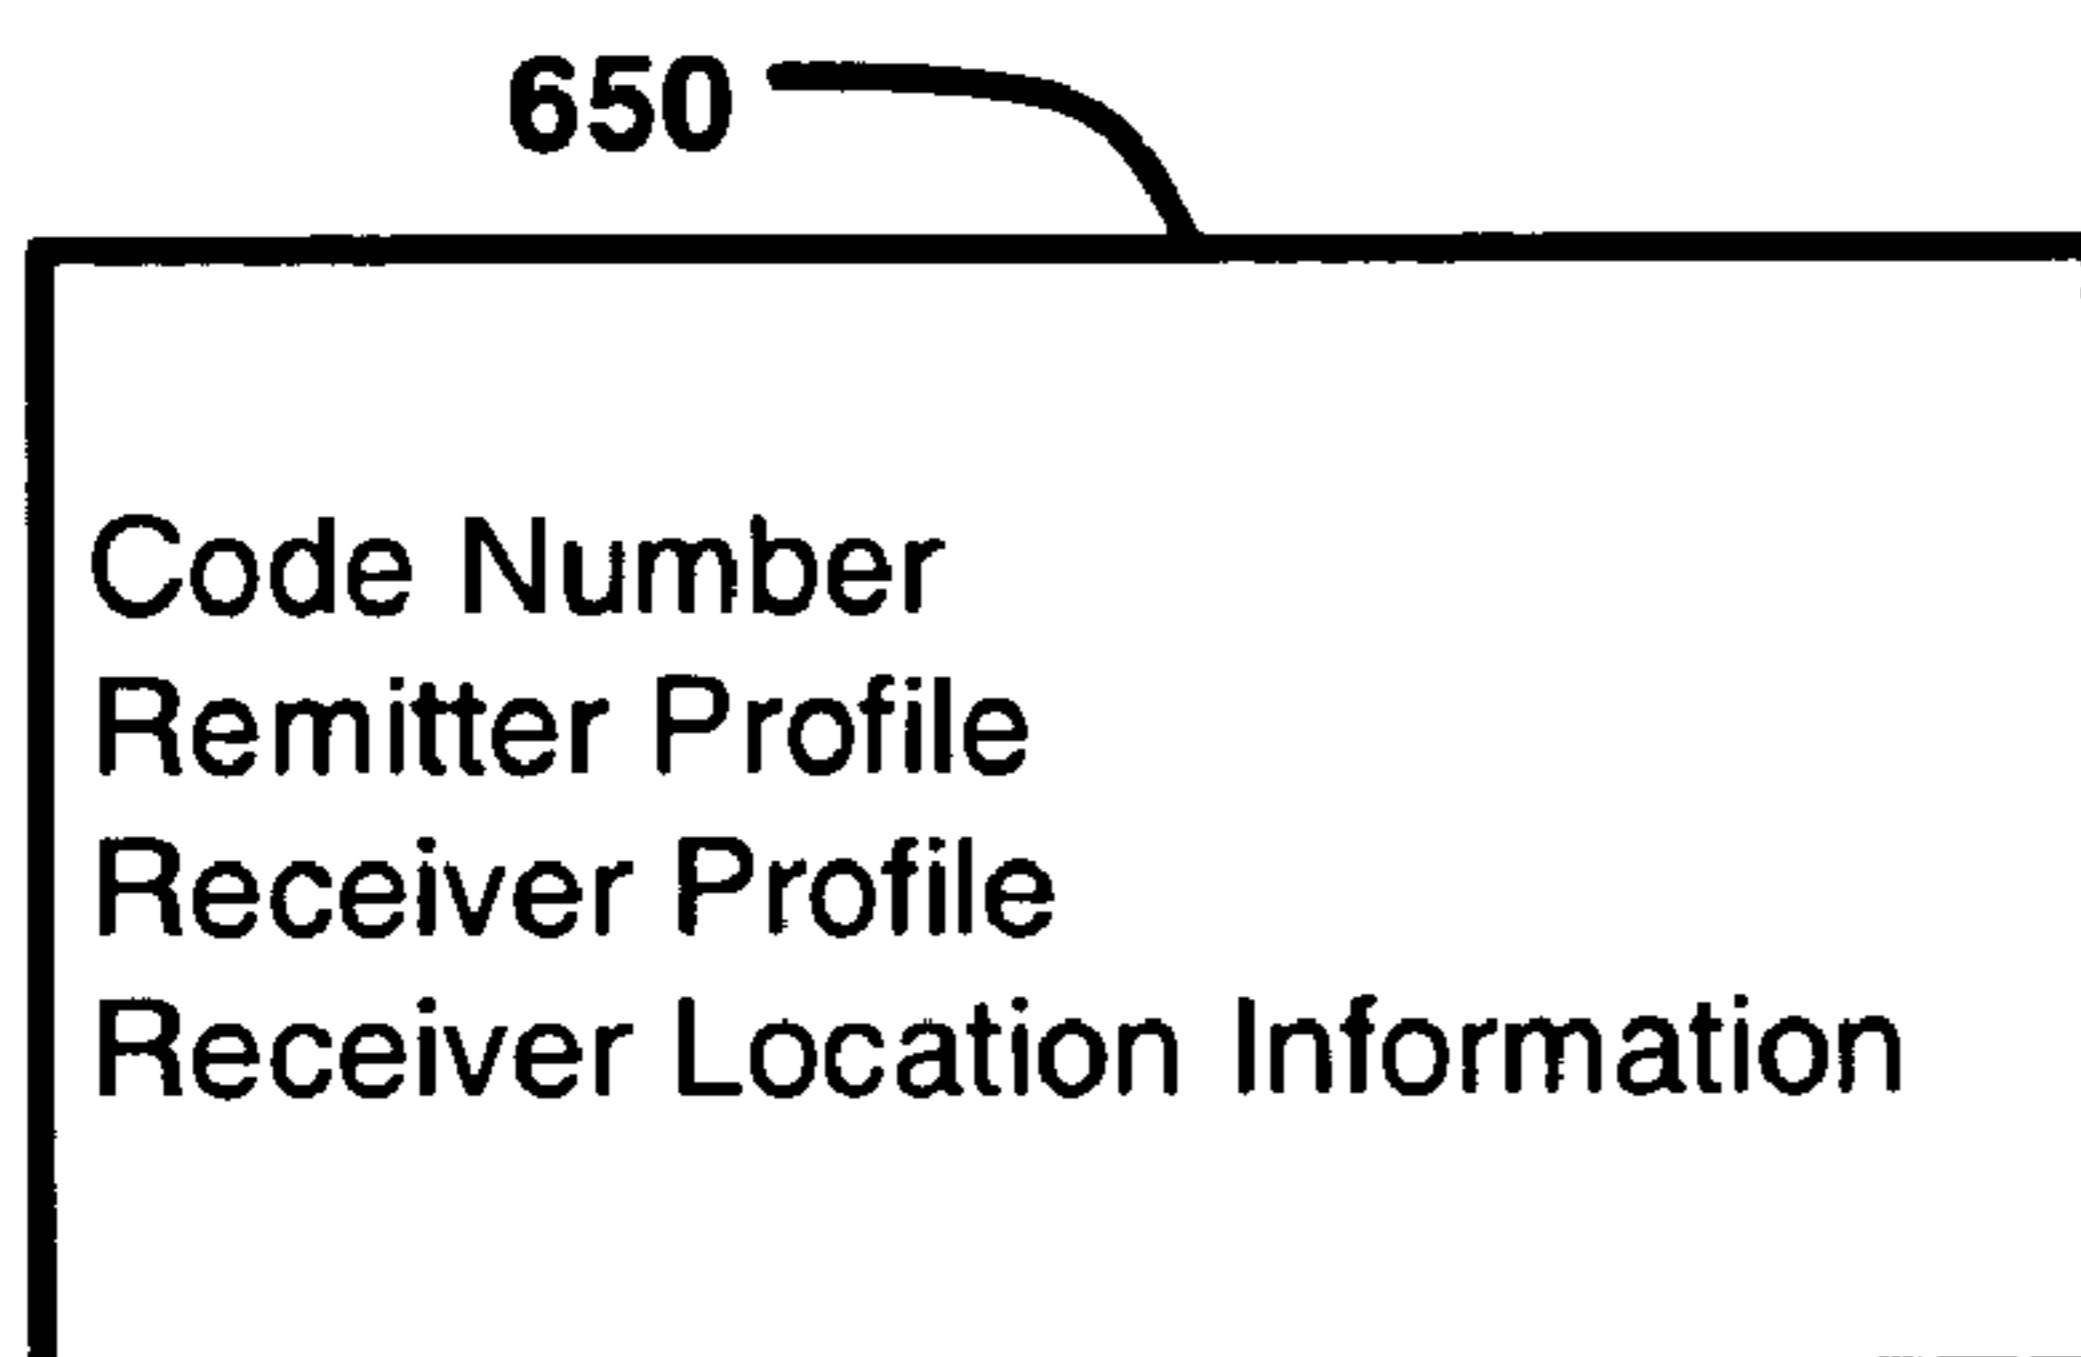 650
Code Number
Remitter Profile
Receiver Profile
Receiver Location Information